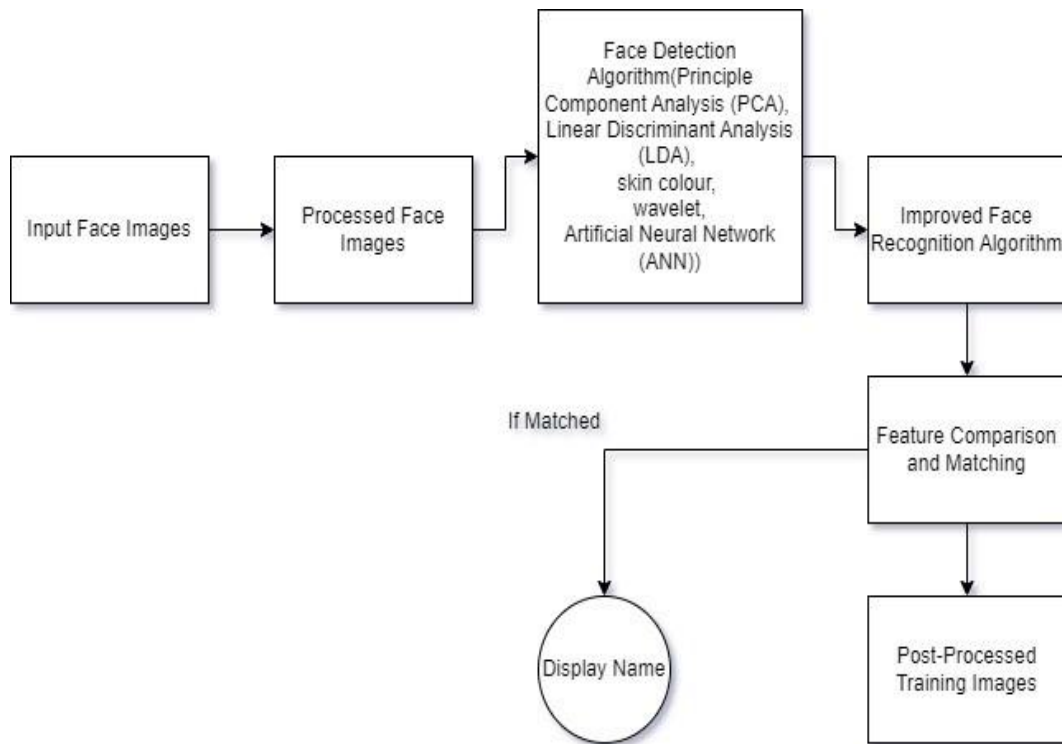 Input Face Images
Processed Face
Images
Face Detection
Algorithm(Principle
Component Analysis (PCA),
Linear Discriminant Analysis
(LDA),
skin colour,
wavelet,
Artificial Neural Network
(ANN))
Improved Face
Recognition Algorithm
Feature Comparison
and Matching
If Matched
Display Name
Post-Processed
Training Images